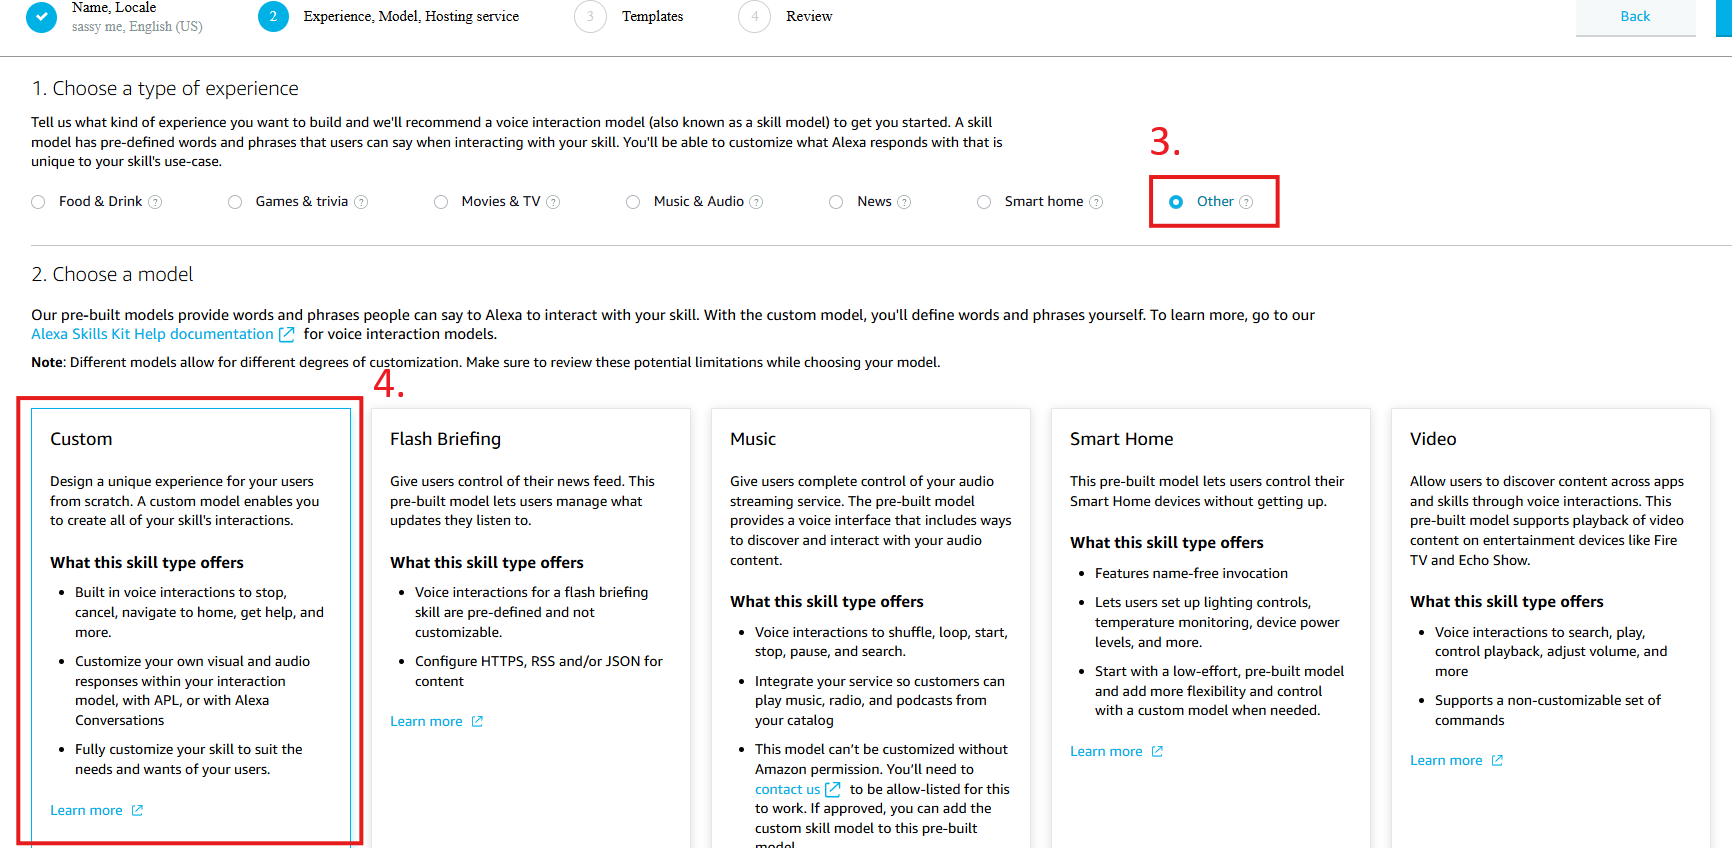 Name, Locale
sassy me, English (US)
2 Experience, Model, Hosting service
3 Templates
4 Review
Back
1. Choose a type of experience
Tell us what kind of experience you want to build and we'll recommend a voice interaction model (also known as a skill model) to get you started. A skill
model has pre-defined words and phrases that users can say when interacting with your skill. You'll be able to customize what Alexa responds with that is
unique to your skill's use-case.
3.
Food & Drink ? Games & trivia ? Movies & TV ? Music & Audio ? News ? Smart home ? Other ?
2. Choose a model
Our pre-built models provide words and phrases people can say to Alexa to interact with your skill. With the custom model, you'll define words and phrases yourself. To learn more, go to our
Alexa Skills Kit Help documentation for voice interaction models.
Note: Different models allow for different degrees of customization. Make sure to review these potential limitations while choosing your model.
4.
Custom
Design a unique experience for your users
from scratch. A custom model enables you
to create all of your skill's interactions.
What this skill type offers
• Built in voice interactions to stop,
cancel, navigate to home, get help, and
more.
• Customize your own visual and audio
responses within your interaction
model, with APL, or with Alexa
Conversations
• Fully customize your skill to suit the
needs and wants of your users.
Learn more
Flash Briefing
Give users control of their news feed. This
pre-built model lets users manage what
updates they listen to.
What this skill type offers
• Voice interactions for a flash briefing
skill are pre-defined and not
customizable.
• Configure HTTPS, RSS and/or JSON for
content
Learn more
Music
Give users complete control of your audio
streaming service. The pre-built model
provides a voice interface that includes ways
to discover and interact with your audio
content.
What this skill type offers
• Voice interactions to shuffle, loop, start,
stop, pause, and search.
• Integrate your service so customers can
play music, radio, and podcasts from
your catalog
• This model can't be customized without
Amazon permission. You'll need to
contact us to be allow-listed for this
to work. If approved, you can add the
custom skill model to this pre-built
model
Smart Home
This pre-built model lets users control their
Smart Home devices without getting up.
What this skill type offers
• Features name-free invocation
• Lets users set up lighting controls,
temperature monitoring, device power
levels, and more.
• Start with a low-effort, pre-built model
and add more flexibility and control
with a custom model when needed.
Learn more
Video
Allow users to discover content across apps
and skills through voice interactions. This
pre-built model supports playback of video
content on entertainment devices like Fire
TV and Echo Show.
What this skill type offers
• Voice interactions to search, play,
control playback, adjust volume, and
more
• Supports a non-customizable set of
commands
Learn more